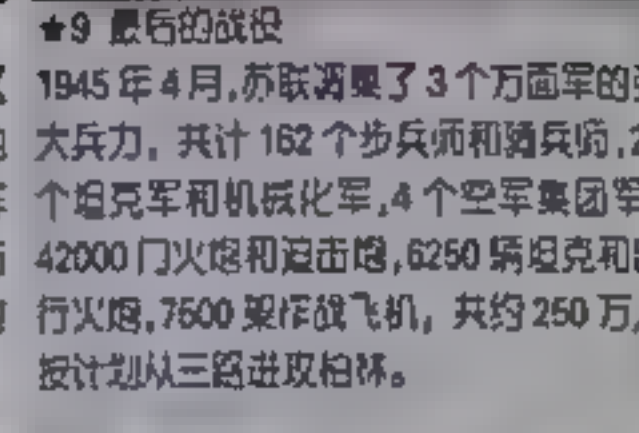 ★9 最后的战役
1945 年 4 月,苏联调集了 3 个方面军的
大兵力, 共计 162 个步兵师和骑兵师,
个坦克军和机械化军,4 个空军集团军
42000 门火炮和迫击炮,6250 辆坦克和
行火炮,7500 架作战飞机, 共约 250 万
按计划从三路进攻柏林。